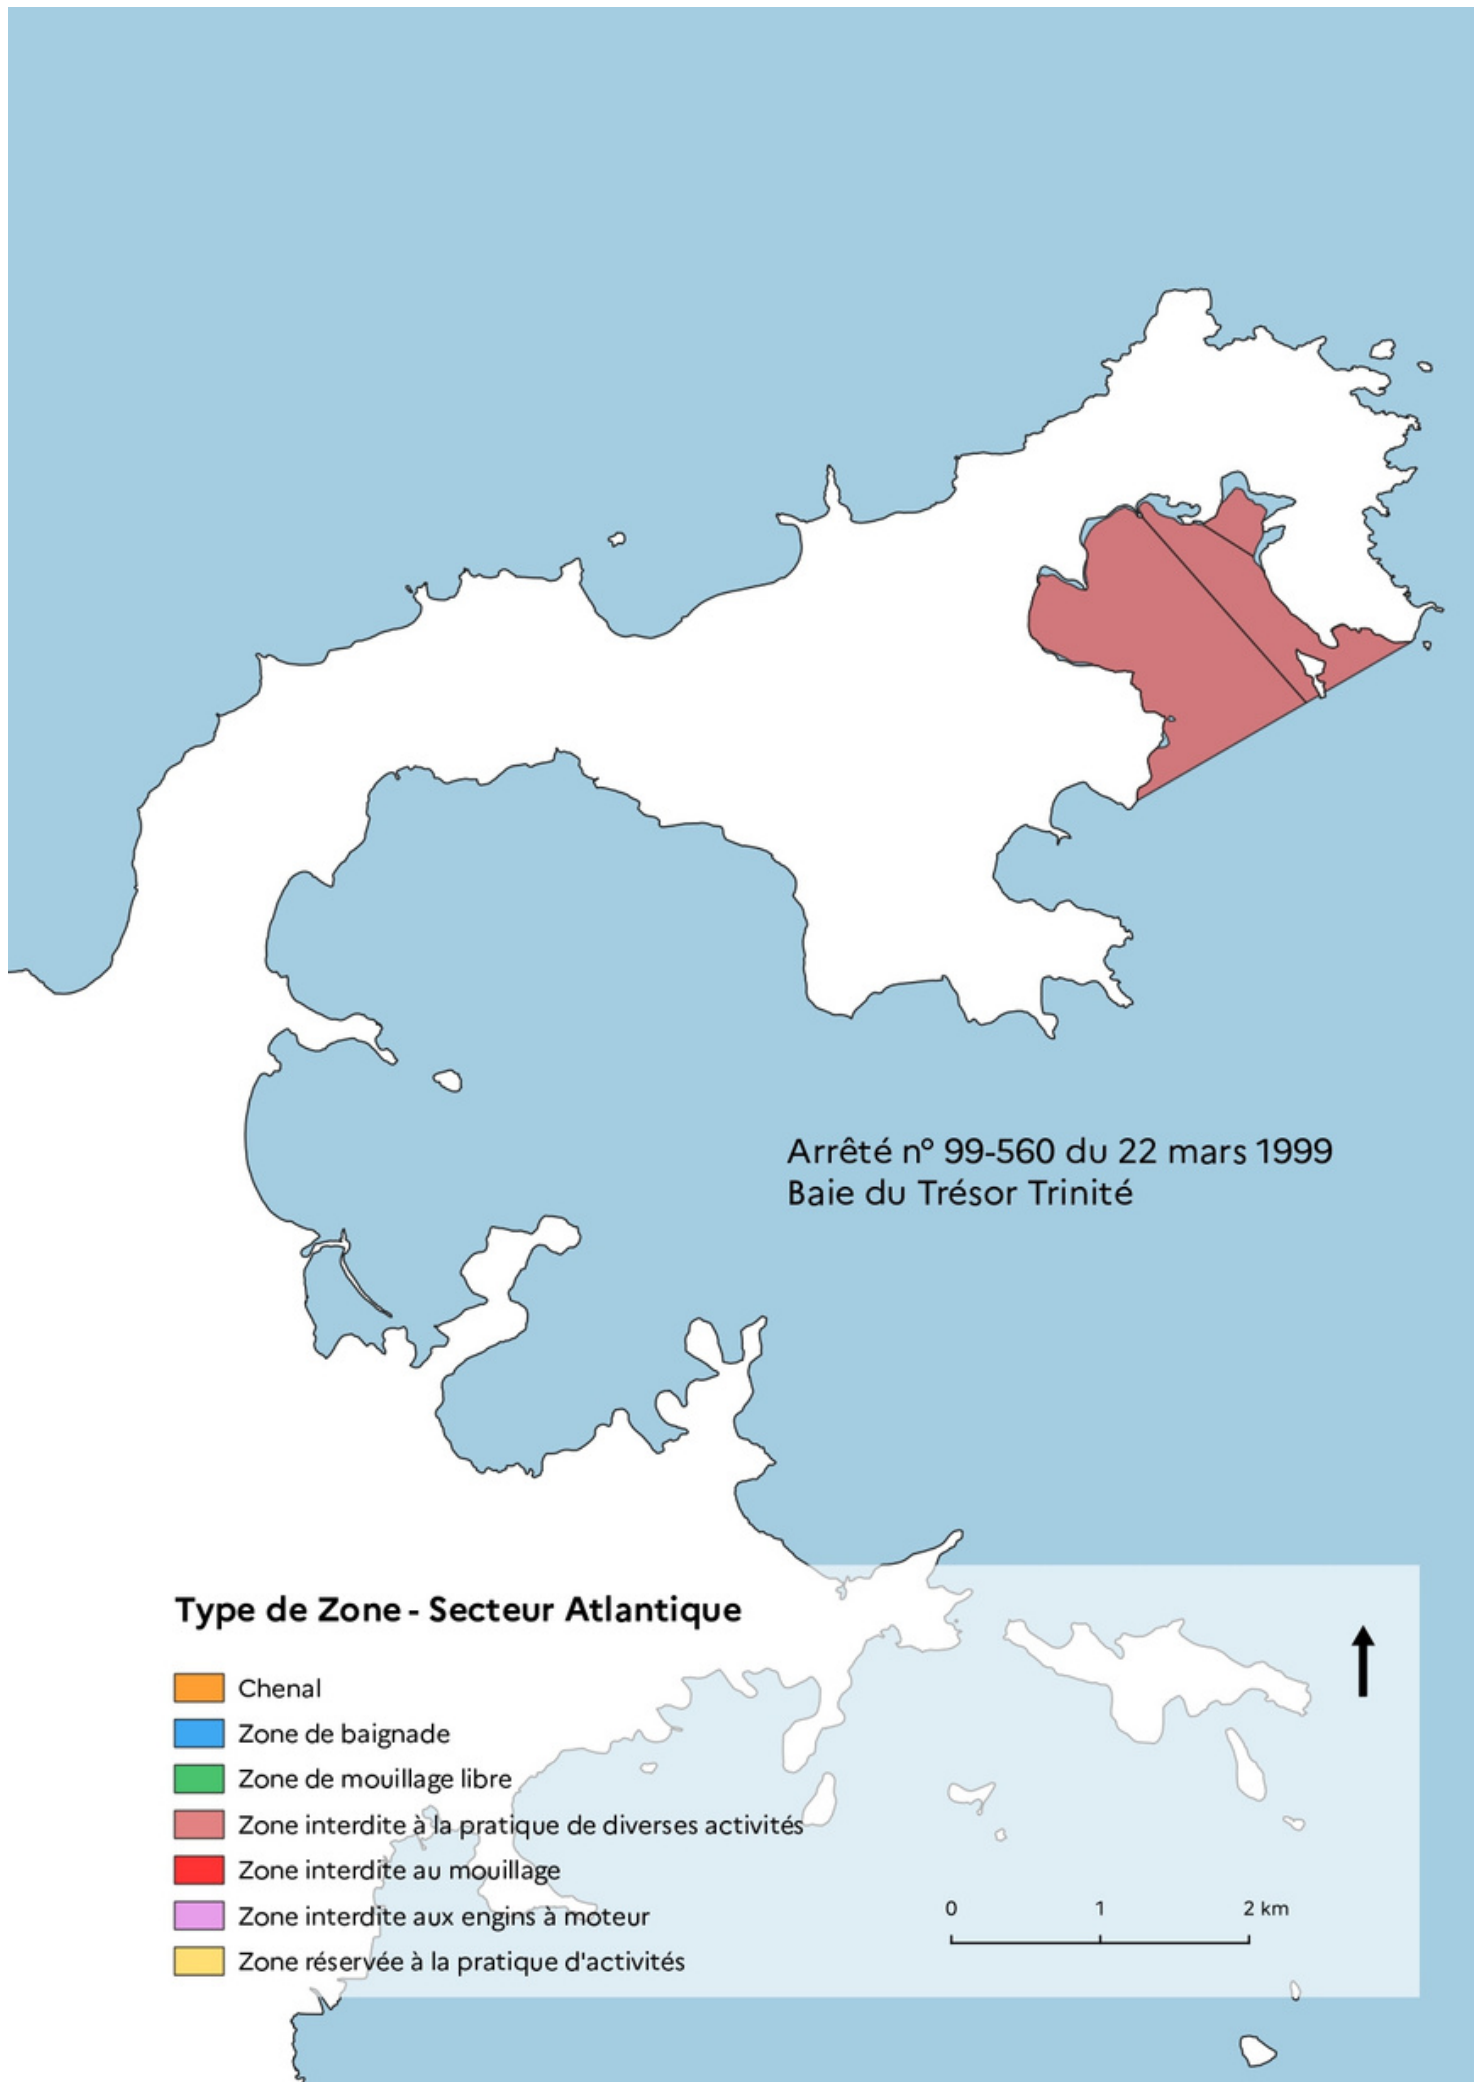 Arrêté n° 99-560 du 22 mars 1999
Baie du Trésor Trinité
Type de Zone - Secteur Atlantique
Chenal
Zone de baignade
Zone de mouillage libre
Zone interdite à la pratique de diverses activités
Zone interdite au mouillage
Zone interdite aux engins à moteur
Zone réservée à la pratique d'activités
0 1 2 km